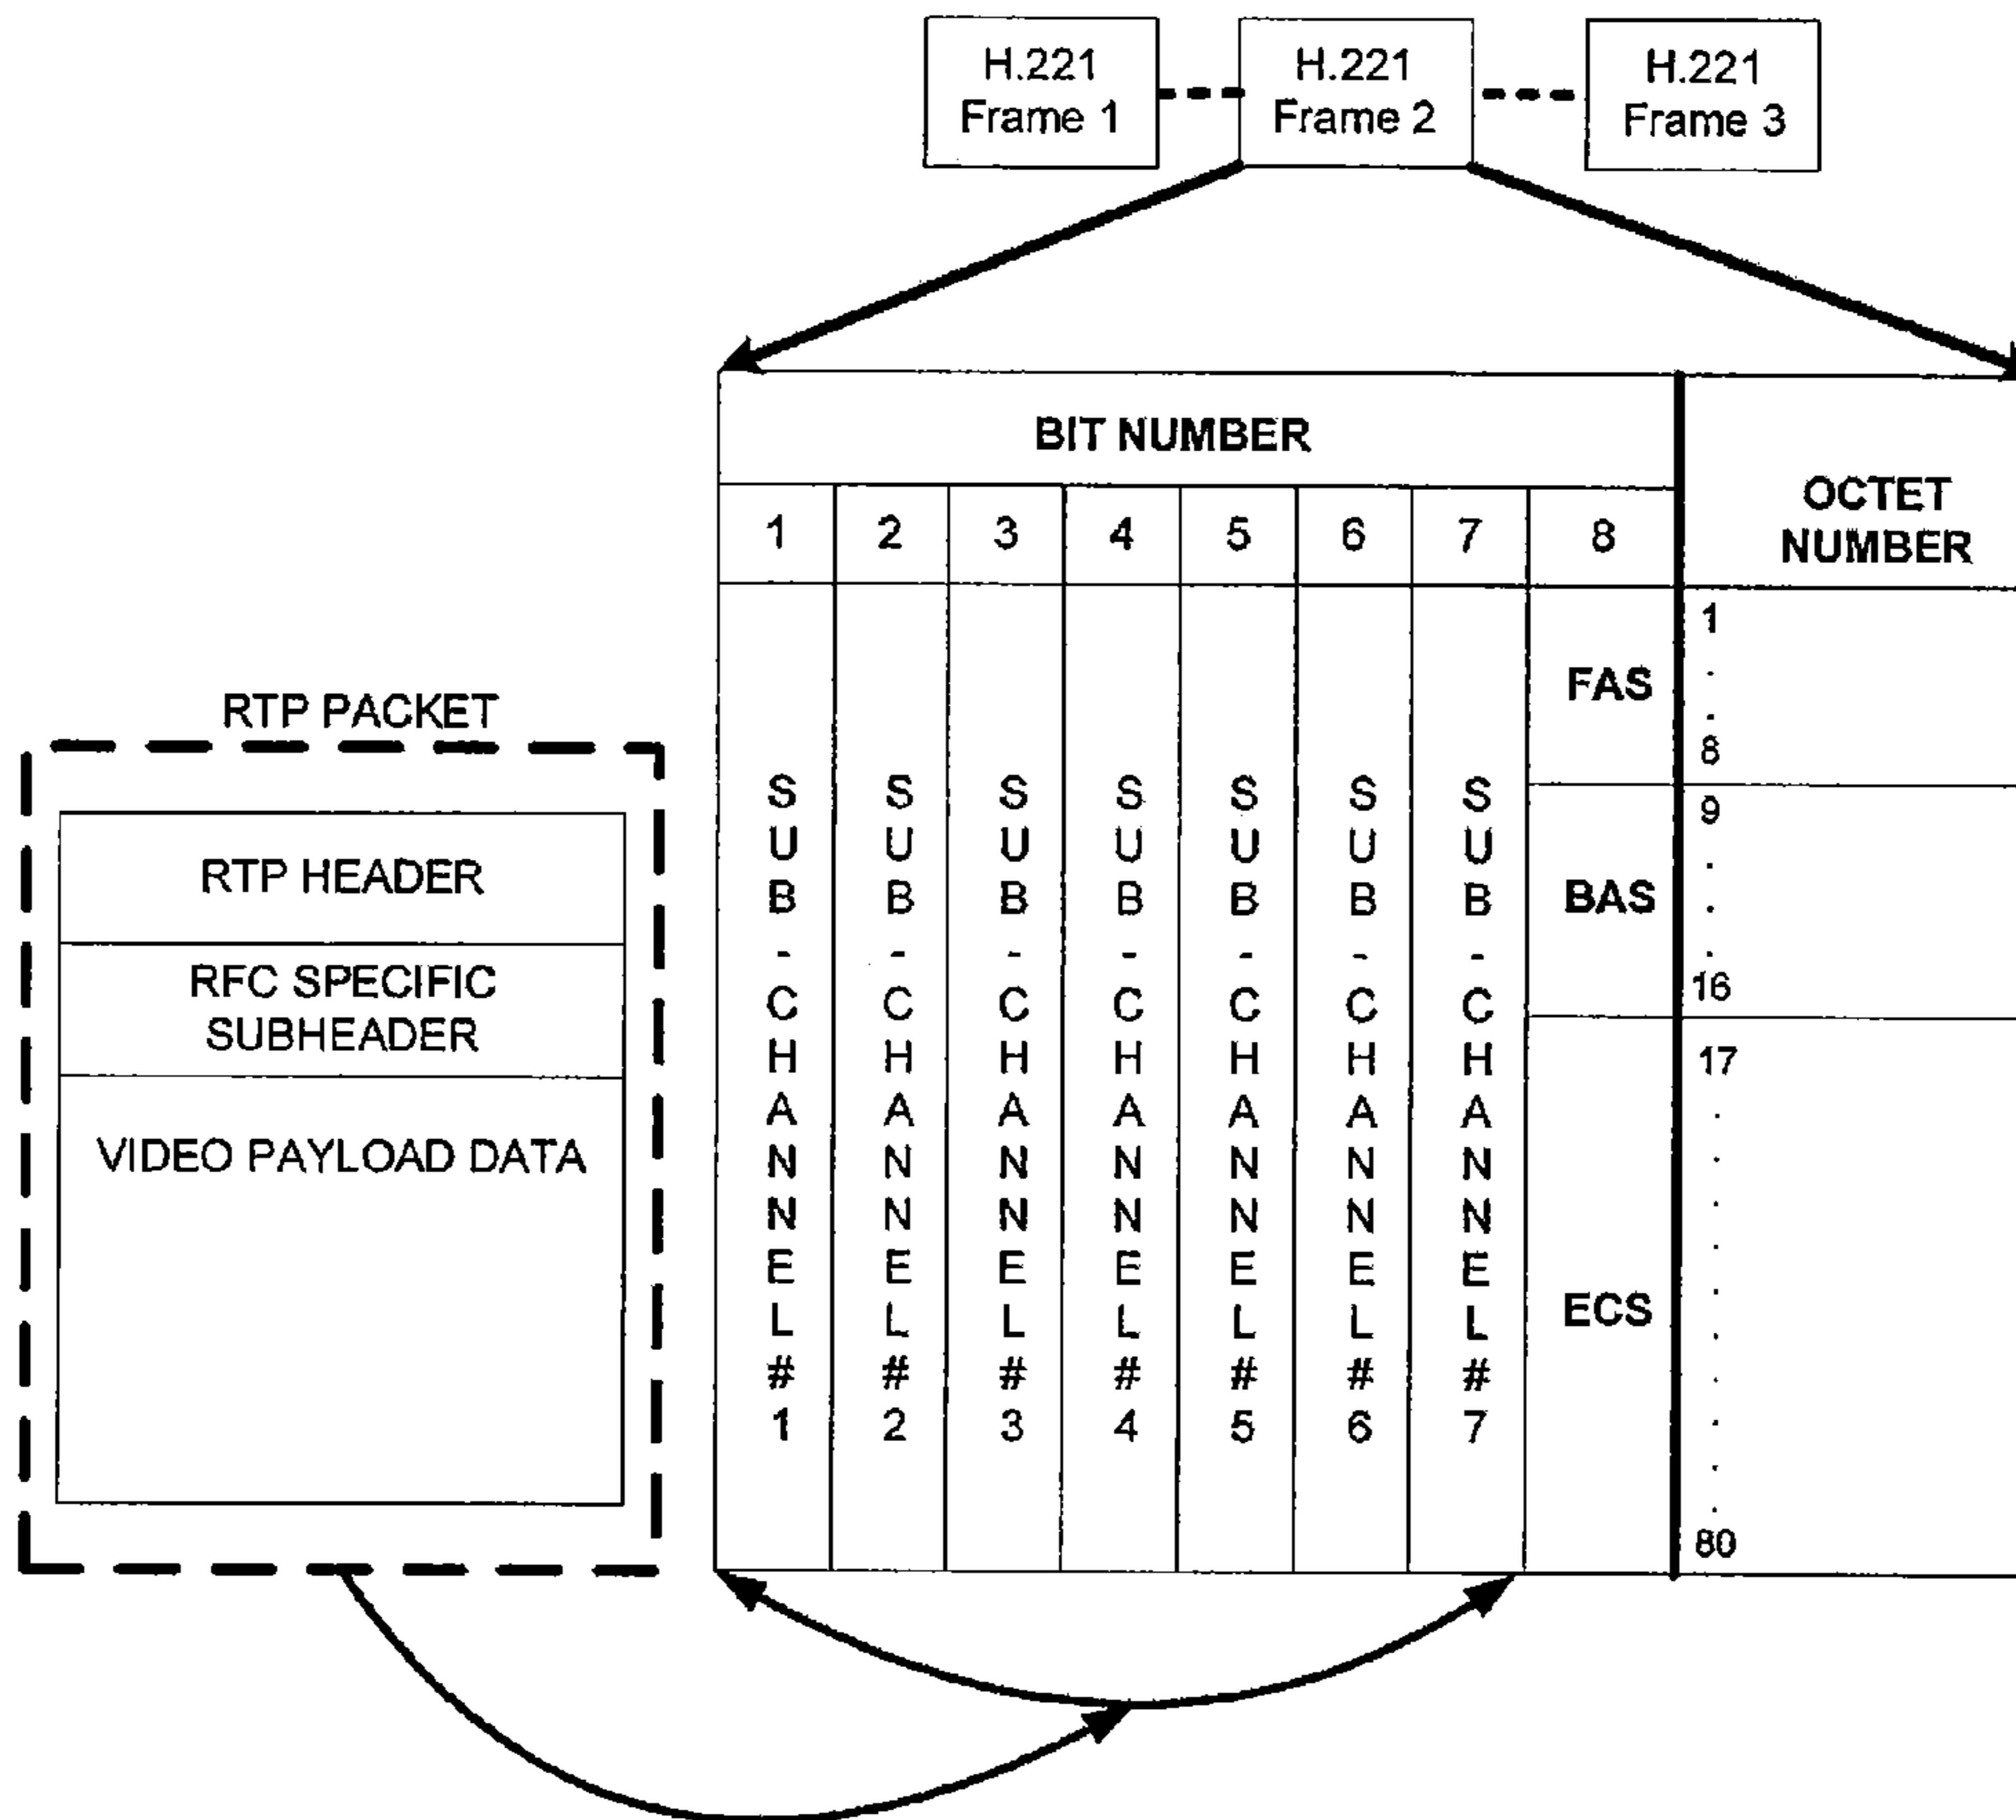 H.221
Frame 1
H.221
Frame 2
H.221
Frame 3
BIT NUMBER
OCTET
NUMBER
1 2 3 4 5 6 7 8
RTP PACKET
RTP HEADER
RFC SPECIFIC
SUBHEADER
VIDEO PAYLOAD DATA
SUB-CHANNEL#1
SUB-CHANNEL#2
SUB-CHANNEL#3
SUB-CHANNEL#4
SUB-CHANNEL#5
SUB-CHANNEL#6
SUB-CHANNEL#7
FAS
1
.
.
8
BAS
9
.
.
.
16
ECS
17
.
.
.
.
.
.
.
.
.
.
80